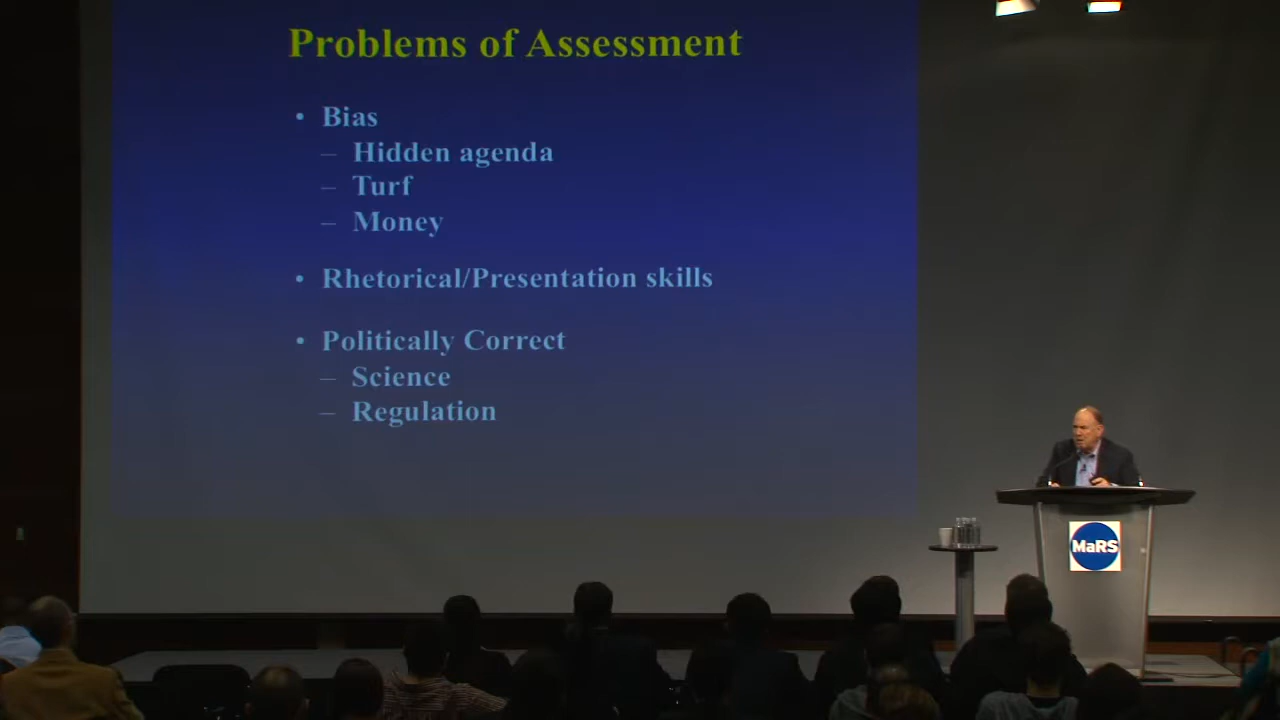 Problems of Assessment
• Bias
– Hidden agenda
– Turf
– Money
• Rhetorical/Presentation skills
• Politically Correct
– Science
– Regulation
MaRS